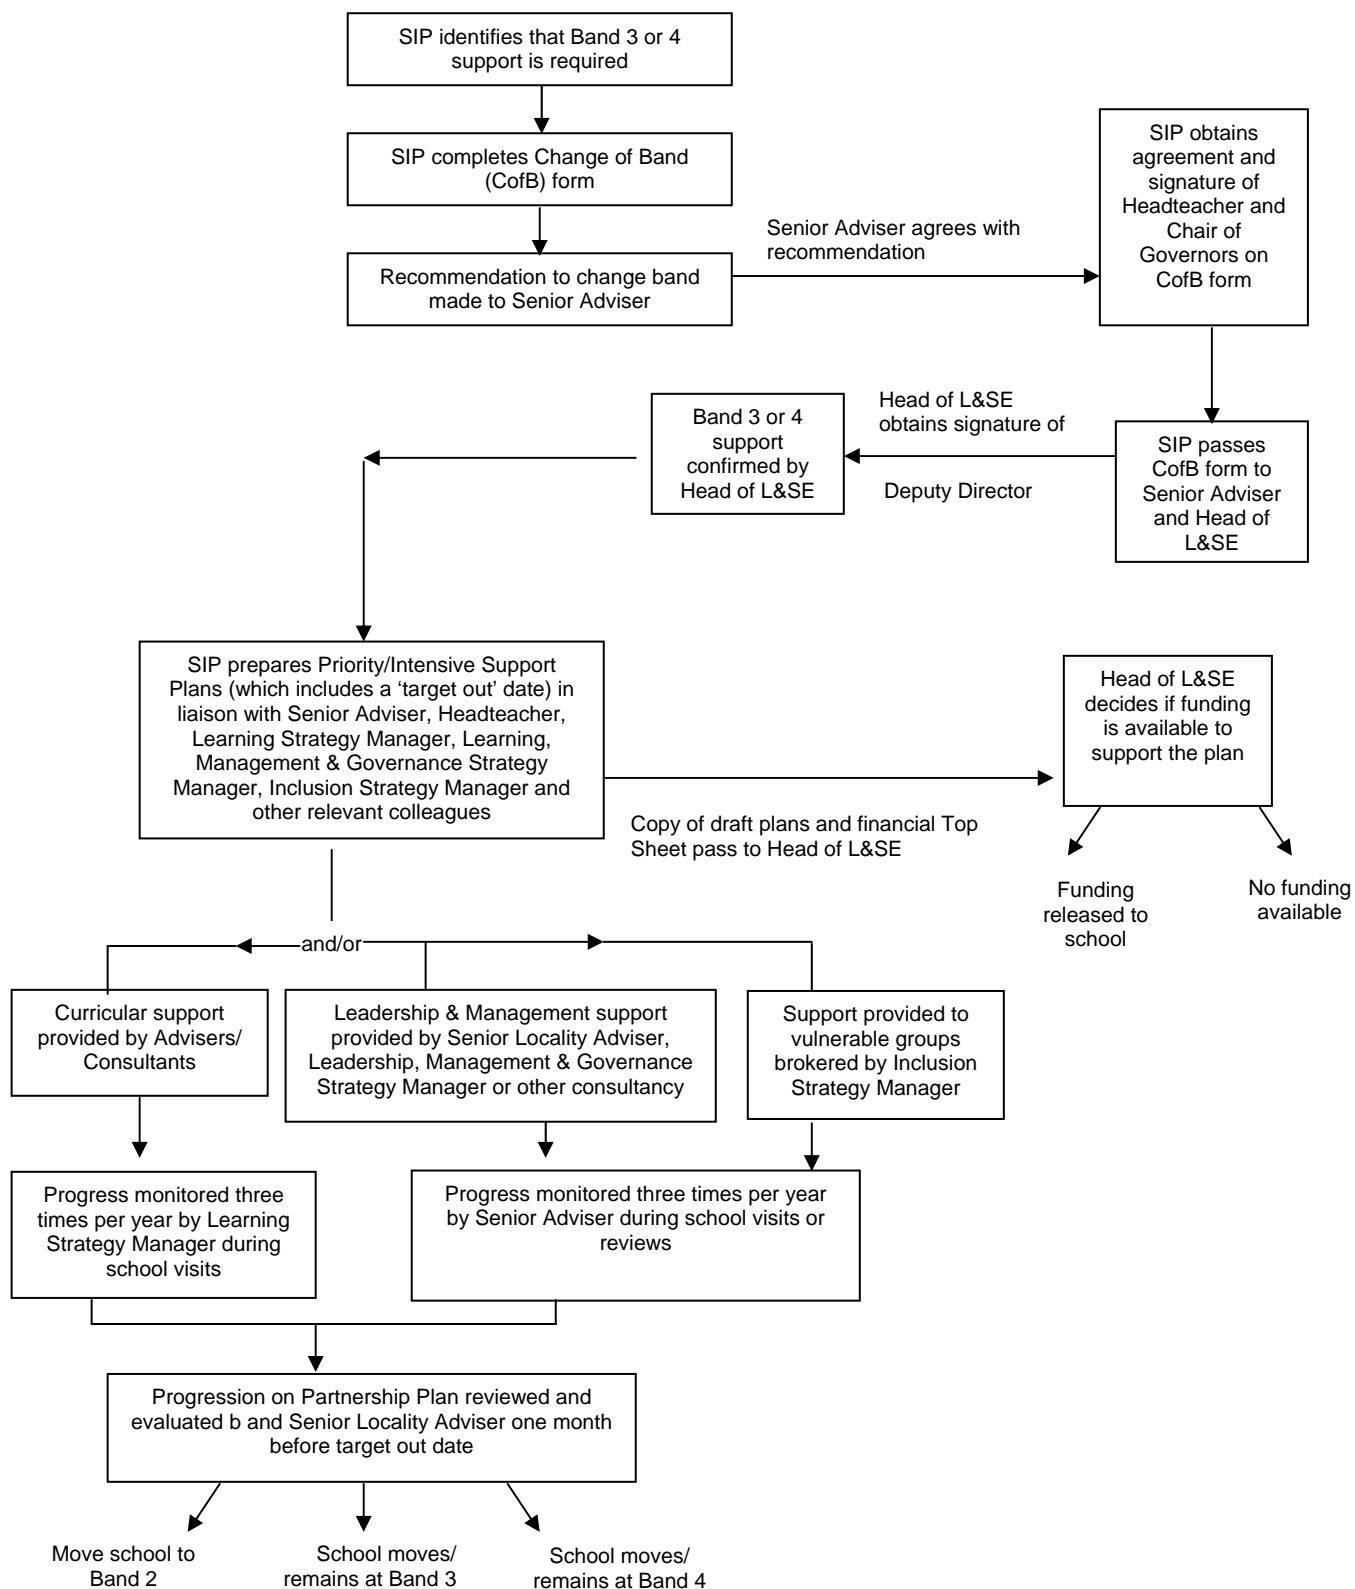 SIP identifies that Band 3 or 4
support is required
SIP completes Change of Band
(CofB) form
Recommendation to change band
made to Senior Adviser
Senior Adviser agrees with
recommendation
SIP obtains
agreement and
signature of
Headteacher and
Chair of
Governors on
CofB form
SIP passes
CofB form to
Senior Adviser
and Head of
L&SE
Head of L&SE
obtains signature of
Deputy Director
Band 3 or 4
support
confirmed by
Head of L&SE
SIP prepares Priority/Intensive Support
Plans (which includes a ‘target out’ date) in
liaison with Senior Adviser, Headteacher,
Learning Strategy Manager, Learning,
Management & Governance Strategy
Manager, Inclusion Strategy Manager and
other relevant colleagues
Copy of draft plans and financial Top
Sheet pass to Head of L&SE
Head of L&SE
decides if funding
is available to
support the plan
Funding
released to
school
No funding
available
and/or
Curricular support
provided by Advisers/
Consultants
Leadership & Management support
provided by Senior Locality Adviser,
Leadership, Management & Governance
Strategy Manager or other consultancy
Support provided to
vulnerable groups
brokered by Inclusion
Strategy Manager
Progress monitored three
times per year by Learning
Strategy Manager during
school visits
Progress monitored three times per year
by Senior Adviser during school visits or
reviews
Progression on Partnership Plan reviewed and
evaluated b and Senior Locality Adviser one month
before target out date
Move school to
Band 2
School moves/
remains at Band 3
School moves/
remains at Band 4